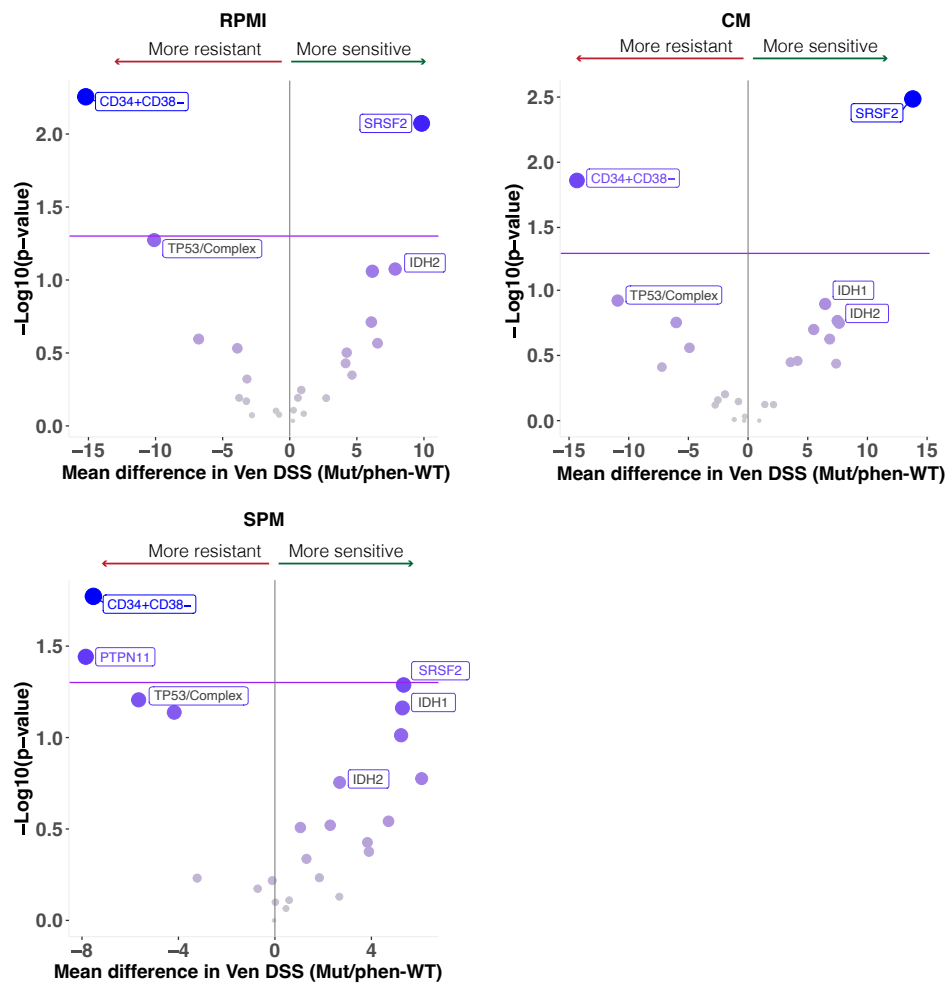 RPMI
More resistant
More sensitive
CD34+CD38−
SRSF2
TP53/Complex
IDH2
2.0
1.5
1.0
0.5
0.0
−Log10(p−value)
−15
−10
−5
0
5
10
Mean difference in Ven DSS (Mut/phen-WT)
CM
More resistant
More sensitive
SRSF2
CD34+CD38−
TP53/Complex
IDH1
IDH2
2.5
2.0
1.5
1.0
0.5
0.0
−Log10(p−value)
−15
−10
−5
0
5
10
15
Mean difference in Ven DSS (Mut/phen-WT)
SPM
More resistant
More sensitive
CD34+CD38−
PTPN11
SRSF2
TP53/Complex
IDH1
IDH2
1.5
1.0
0.5
0.0
−Log10(p−value)
−8
−4
0
4
Mean difference in Ven DSS (Mut/phen-WT)